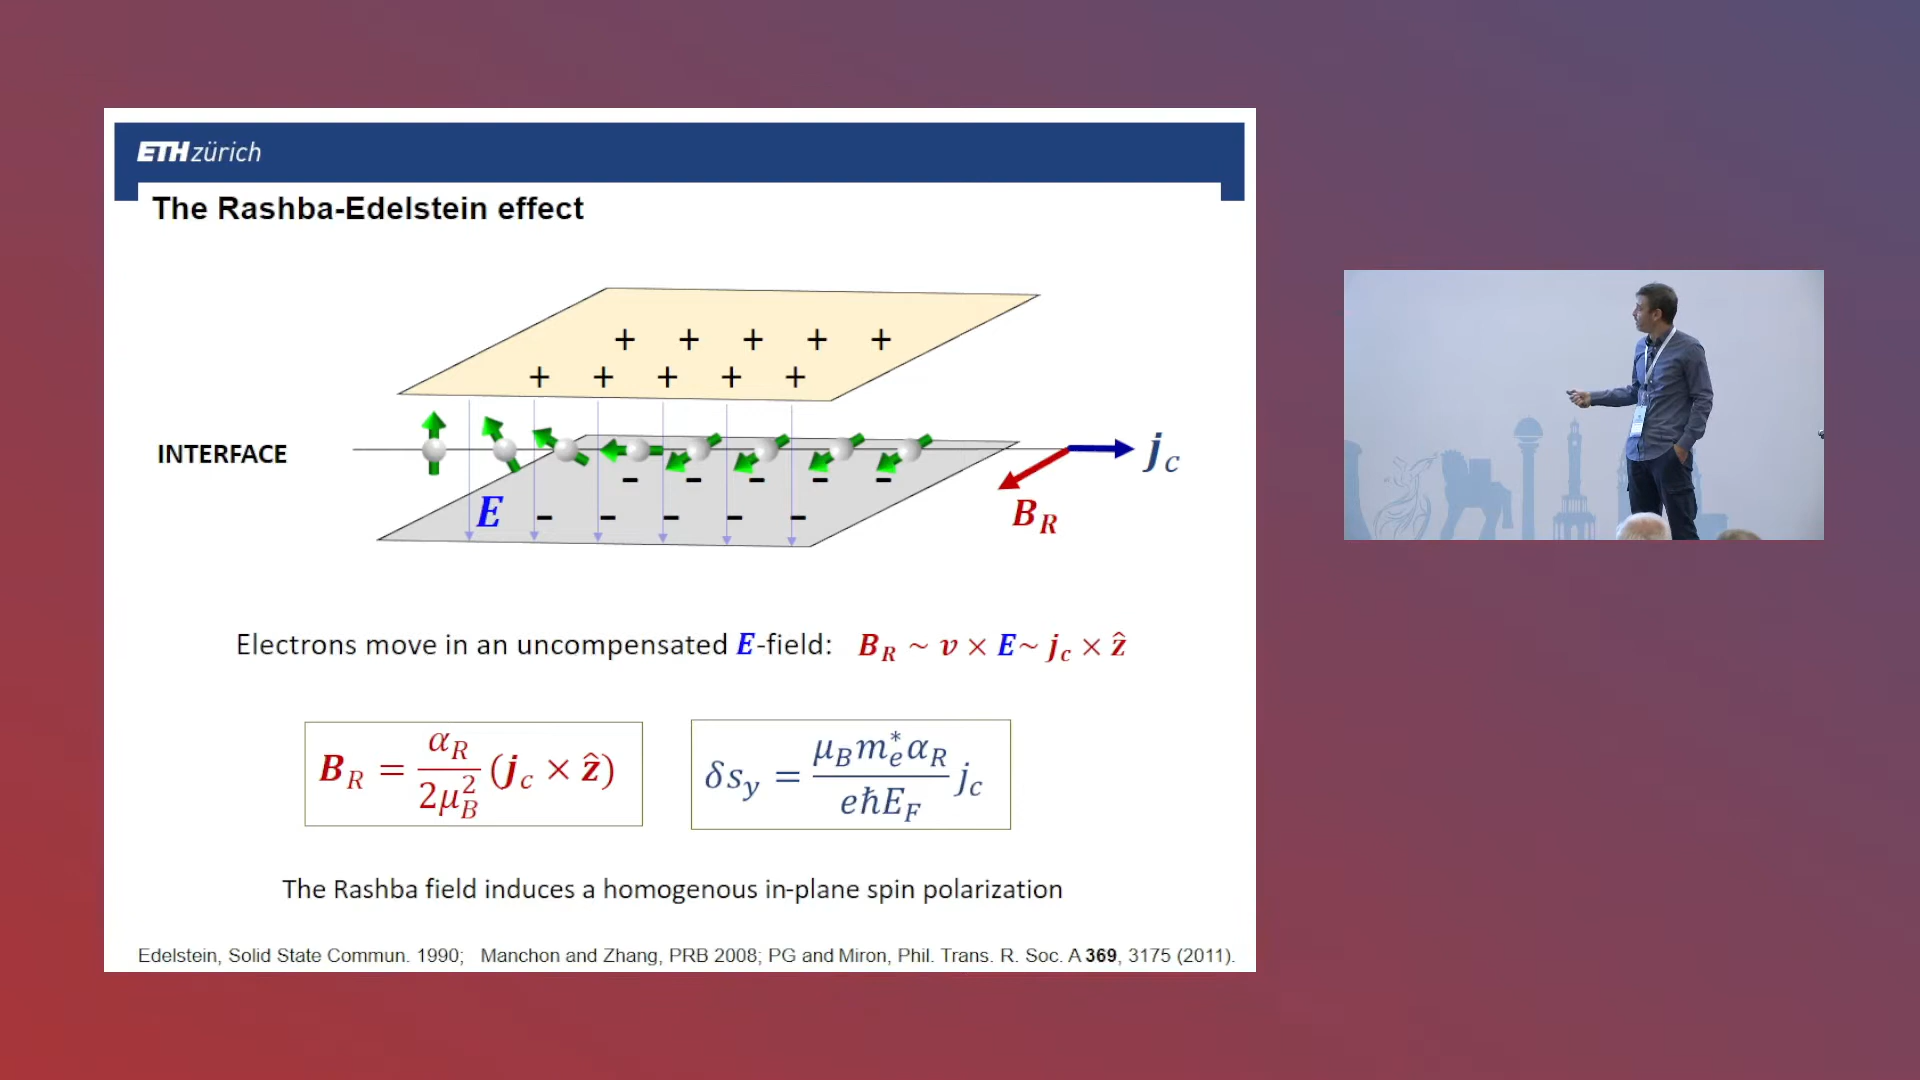 ETH zürich
The Rashba-Edelstein effect
+ + + + +
+ + + + +
INTERFACE
j_c
- - - - -
E - - - - -
B_R
Electrons move in an uncompensated E-field: B_R ~ v × E ~ j_c × ẑ
B_R = α_R / 2μ_B^2 (j_c × ẑ)
δs_y = μ_B m_e^* α_R / eħE_F j_c
The Rashba field induces a homogenous in-plane spin polarization
Edelstein, Solid State Commun. 1990; Manchon and Zhang, PRB 2008; PG and Miron, Phil. Trans. R. Soc. A 369, 3175 (2011).